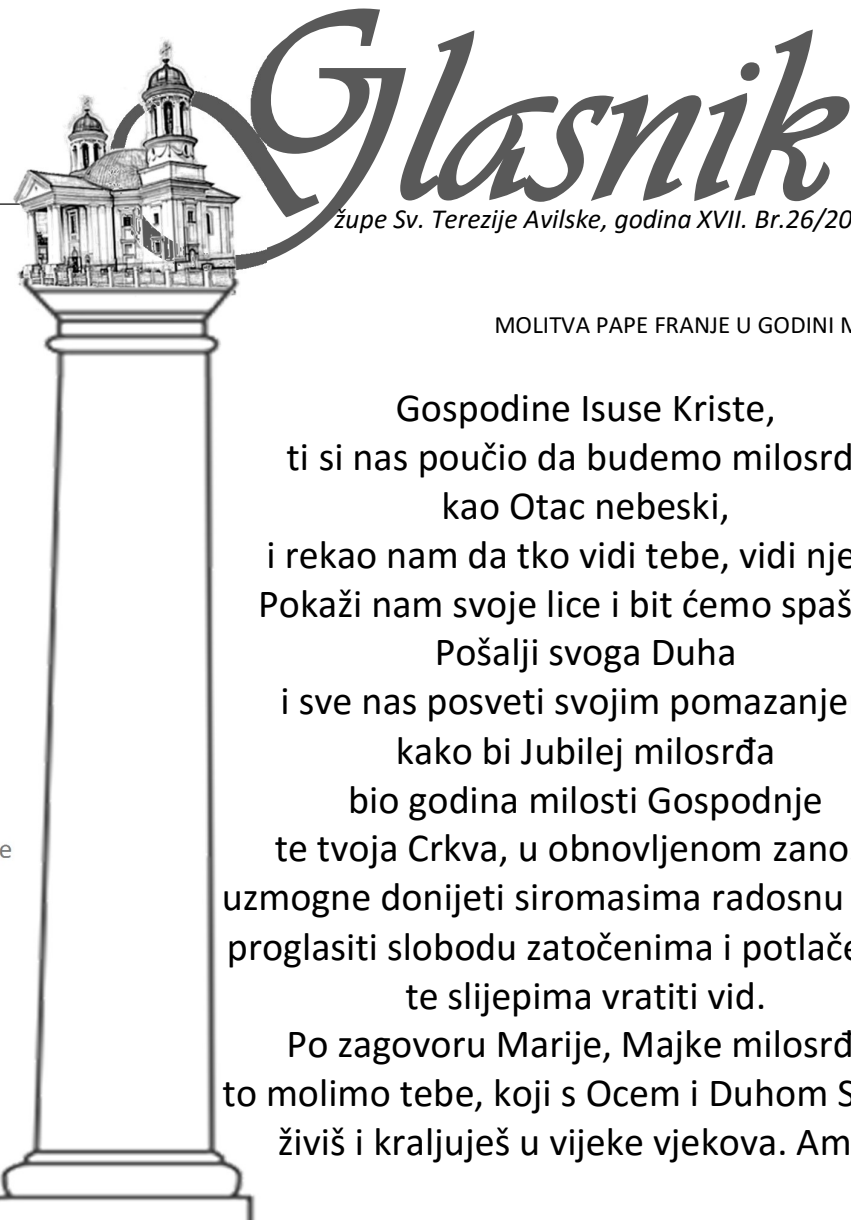 Glasnik
župe Sv. Terezije Avilske, godina XVII. Br.26/20
MOLITVA PAPE FRANJE U GODINI M
Gospodine Isuse Kriste,
ti si nas poučio da budemo milosrd
kao Otac nebeski,
i rekao nam da tko vidi tebe, vidi nje
Pokaži nam svoje lice i bit ćemo spaš
Pošalji svoga Duha
i sve nas posveti svojim pomazanje
kako bi Jubilej milosrđa
bio godina milosti Gospodnje
e
te tvoja Crkva, u obnovljenom zano
uzmogne donijeti siromasima radosnu
proglasiti slobodu zatočenima i potlače
te slijepima vratiti vid.
Po zagovoru Marije, Majke milosrđ
to molimo tebe, koji s Ocem i Duhom S
živiš i kraljuješ u vijeke vjekova. Am